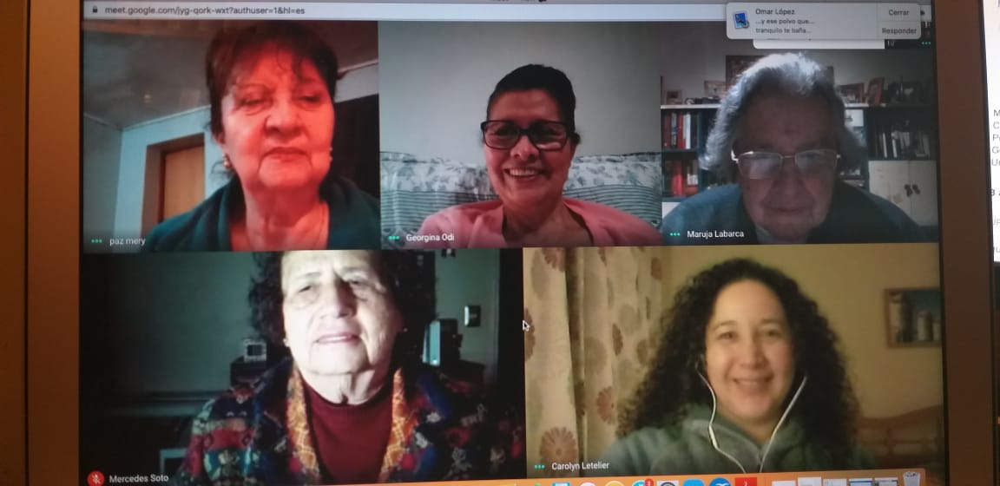 meet.google.com/jyg-qork-wxt?authuser=1&hl=es
Omar López
...y ese polvo que...
tranquilo te baña...
Cerrar
Responder
paz mery
Georgina Odi
Maruja Labarca
Mercedes Soto
Carolyn Letelier